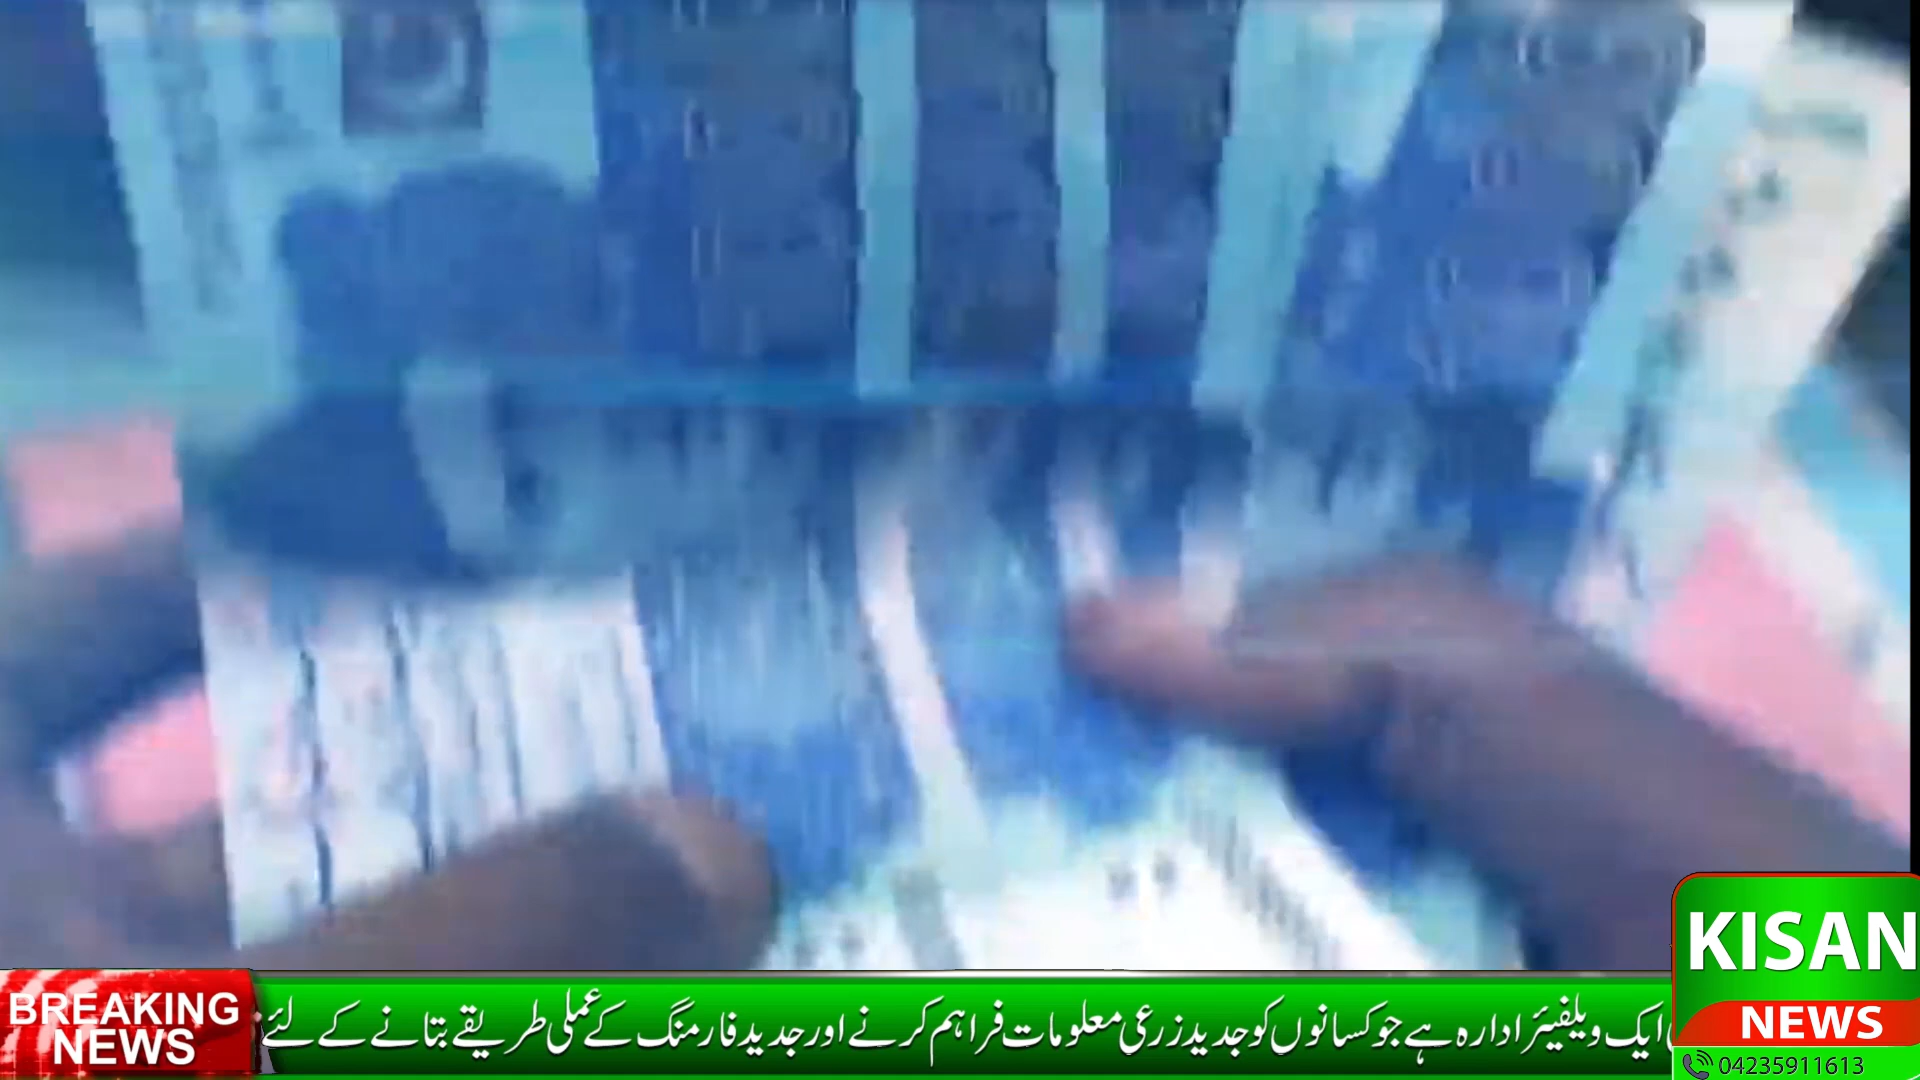 BREAKING
NEWS
ایک ویلفیئر ادارہ ہے جو کسانوں کو جدید زرعی معلومات فراہم کرنے اور جدید فارمنگ کے عملی طریقے بتانے کے لئے
KISAN
NEWS
04235911613